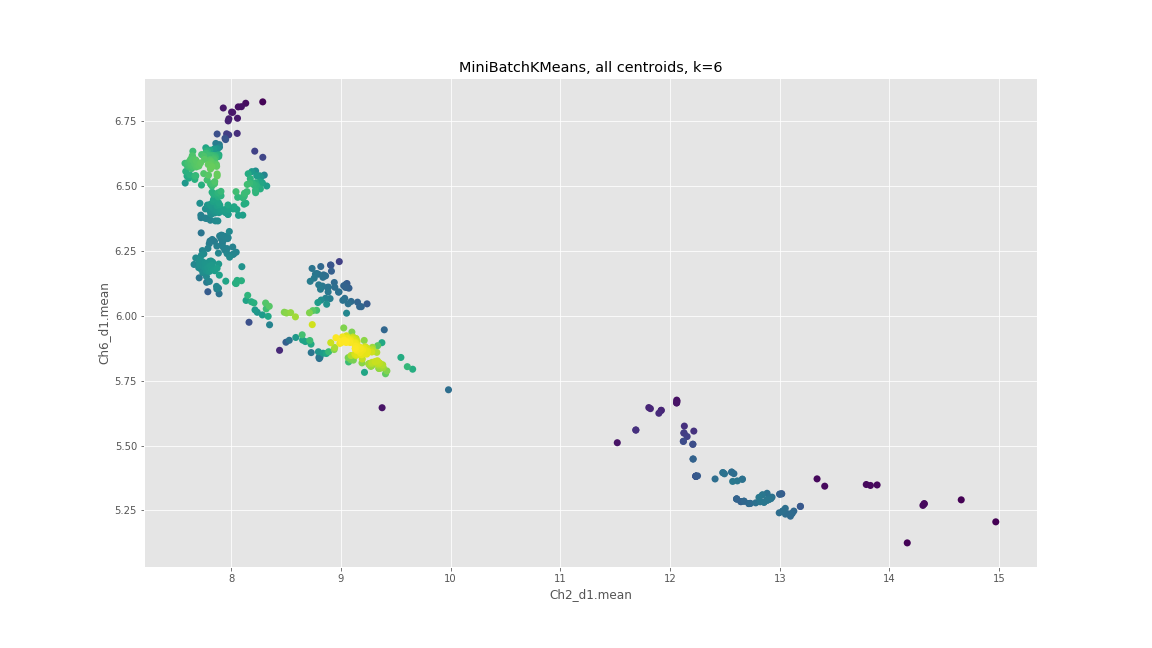 MiniBatchKMeans, all centroids, k=6
6.75
6.50
6.25
6.00
5.75
5.50
5.25
Ch6_d1.mean
8 9 10 11 12 13 14 15
Ch2_d1.mean